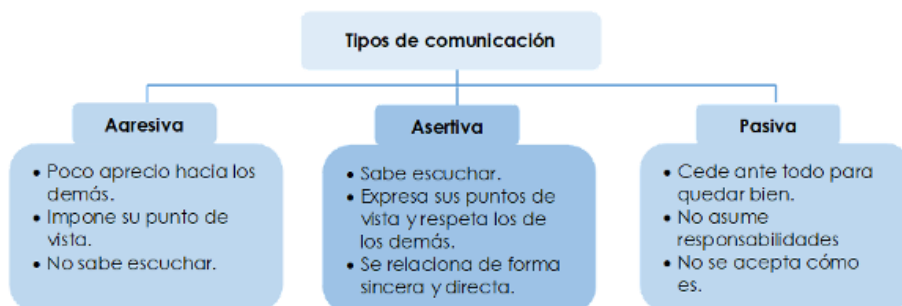 Tipos de comunicación
Agresiva
• Poco aprecio hacia los
demás.
• Impone su punto de
vista.
• No sabe escuchar.
Asertiva
• Sabe escuchar.
• Expresa sus puntos de
vista y respeta los de
los demás.
• Se relaciona de forma
sincera y directa.
Pasiva
• Cede ante todo para
quedar bien.
• No asume
responsabilidades
• No se acepta cómo
es.